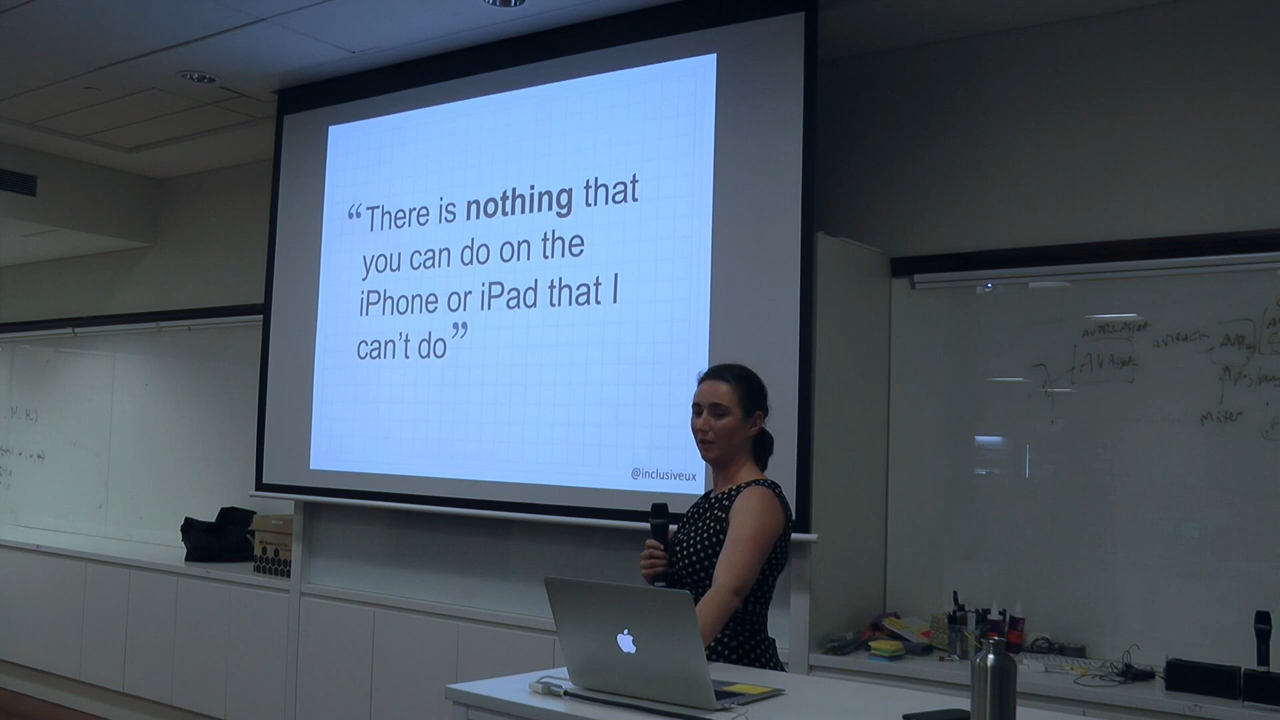 “There is nothing that
you can do on the
iPhone or iPad that I
can’t do”
@inclusiveux